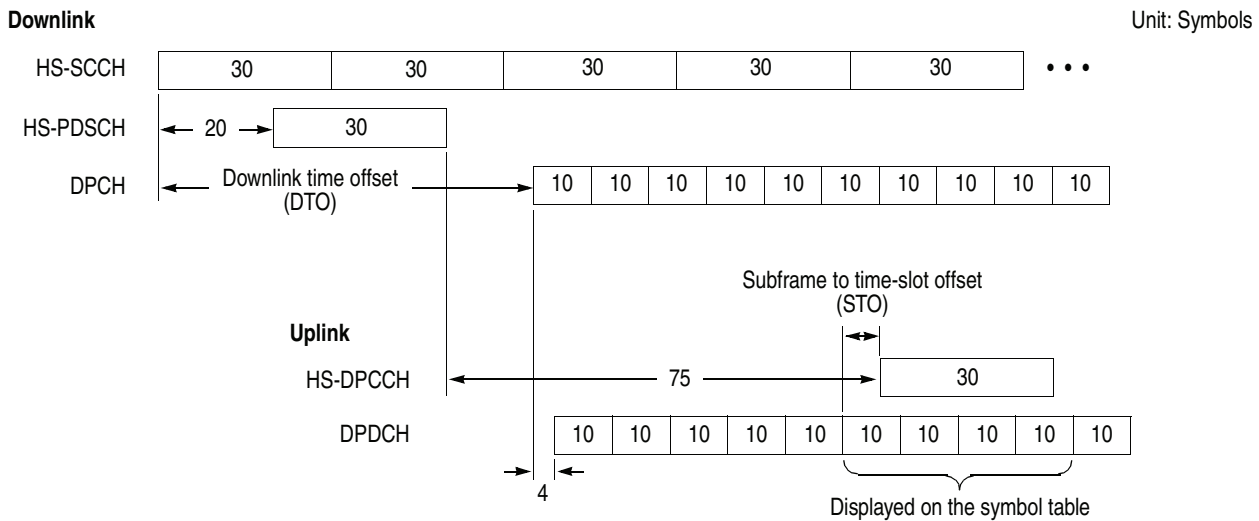 Downlink
Unit: Symbols
HS-SCCH 30 30 30 30 30 •••
HS-PDSCH 20 30
DPCH Downlink time offset 10 10 10 10 10 10 10 10 10 10
(DTO)
Subframe to time-slot offset
(STO)
Uplink
HS-DPCCH 75 30
DPDCH 10 10 10 10 10 10 10 10 10 10
4
Displayed on the symbol table